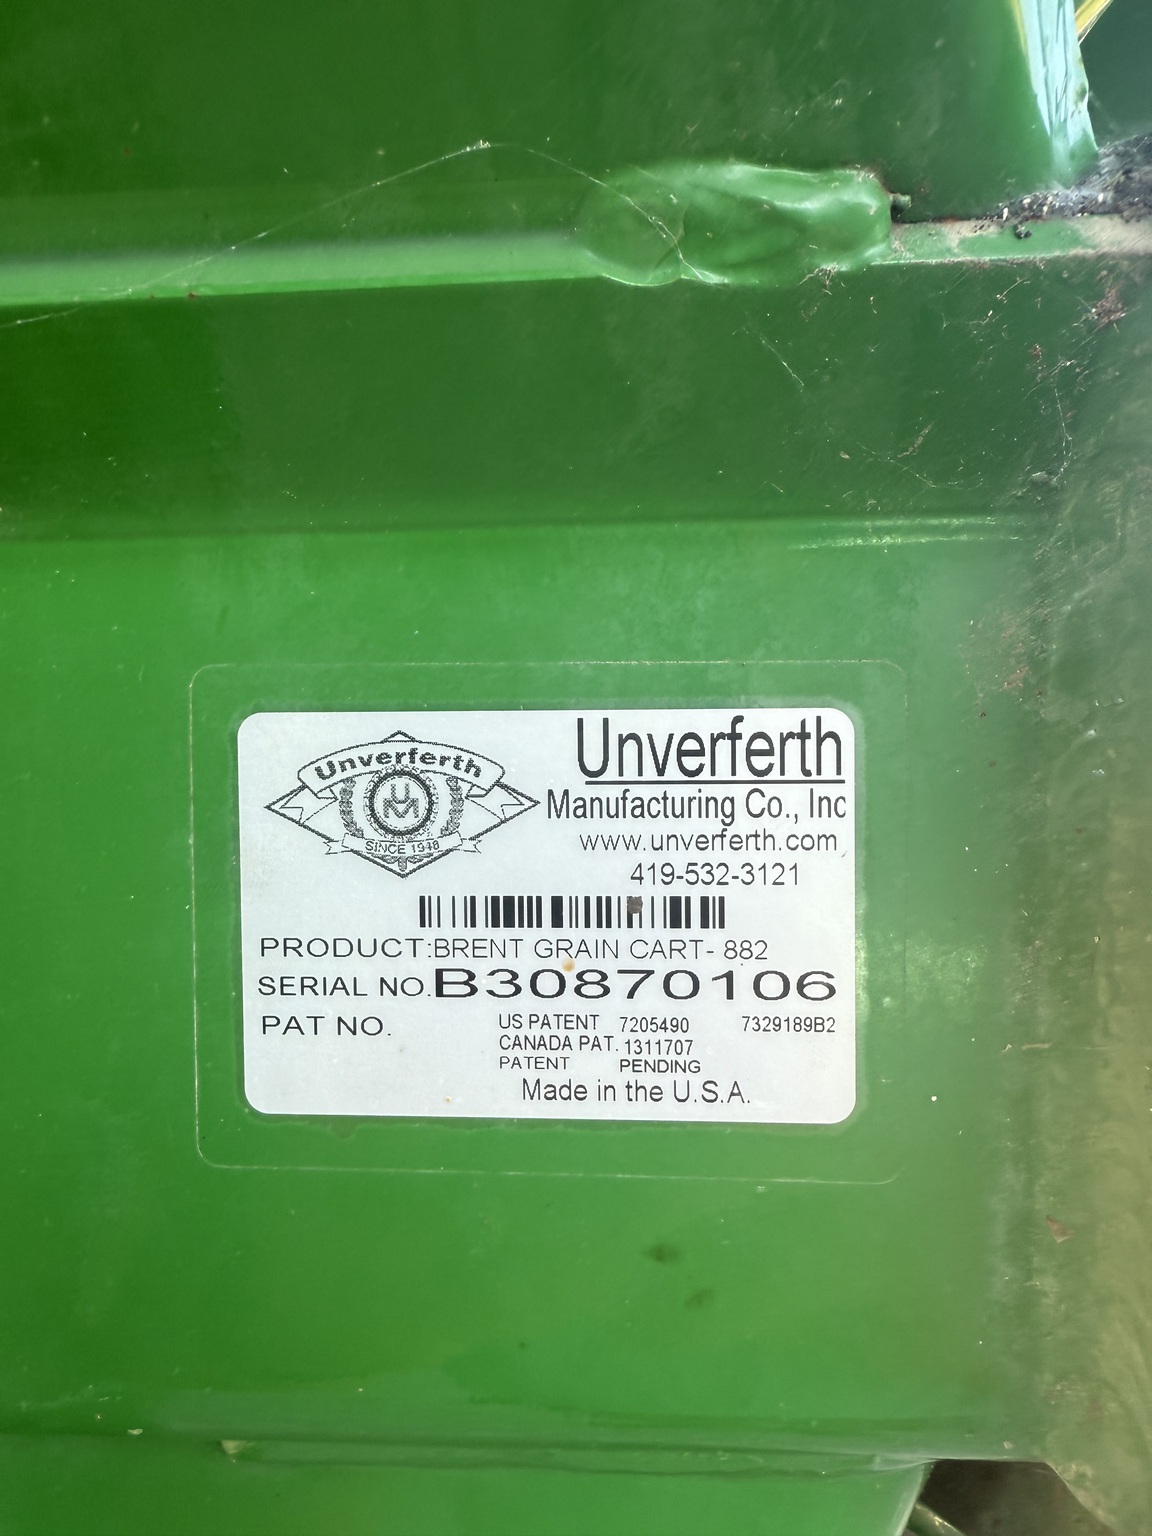 Unverferth
UM
SINCE 1948
Unverferth
Manufacturing Co., Inc
www.unverferth.com
419-532-3121
PRODUCT:BRENT GRAIN CART- 882
SERIAL NO.B30870106
PAT NO. US PATENT 7205490 7329189B2
CANADA PAT. 1311707
PATENT PENDING
Made in the U.S.A.